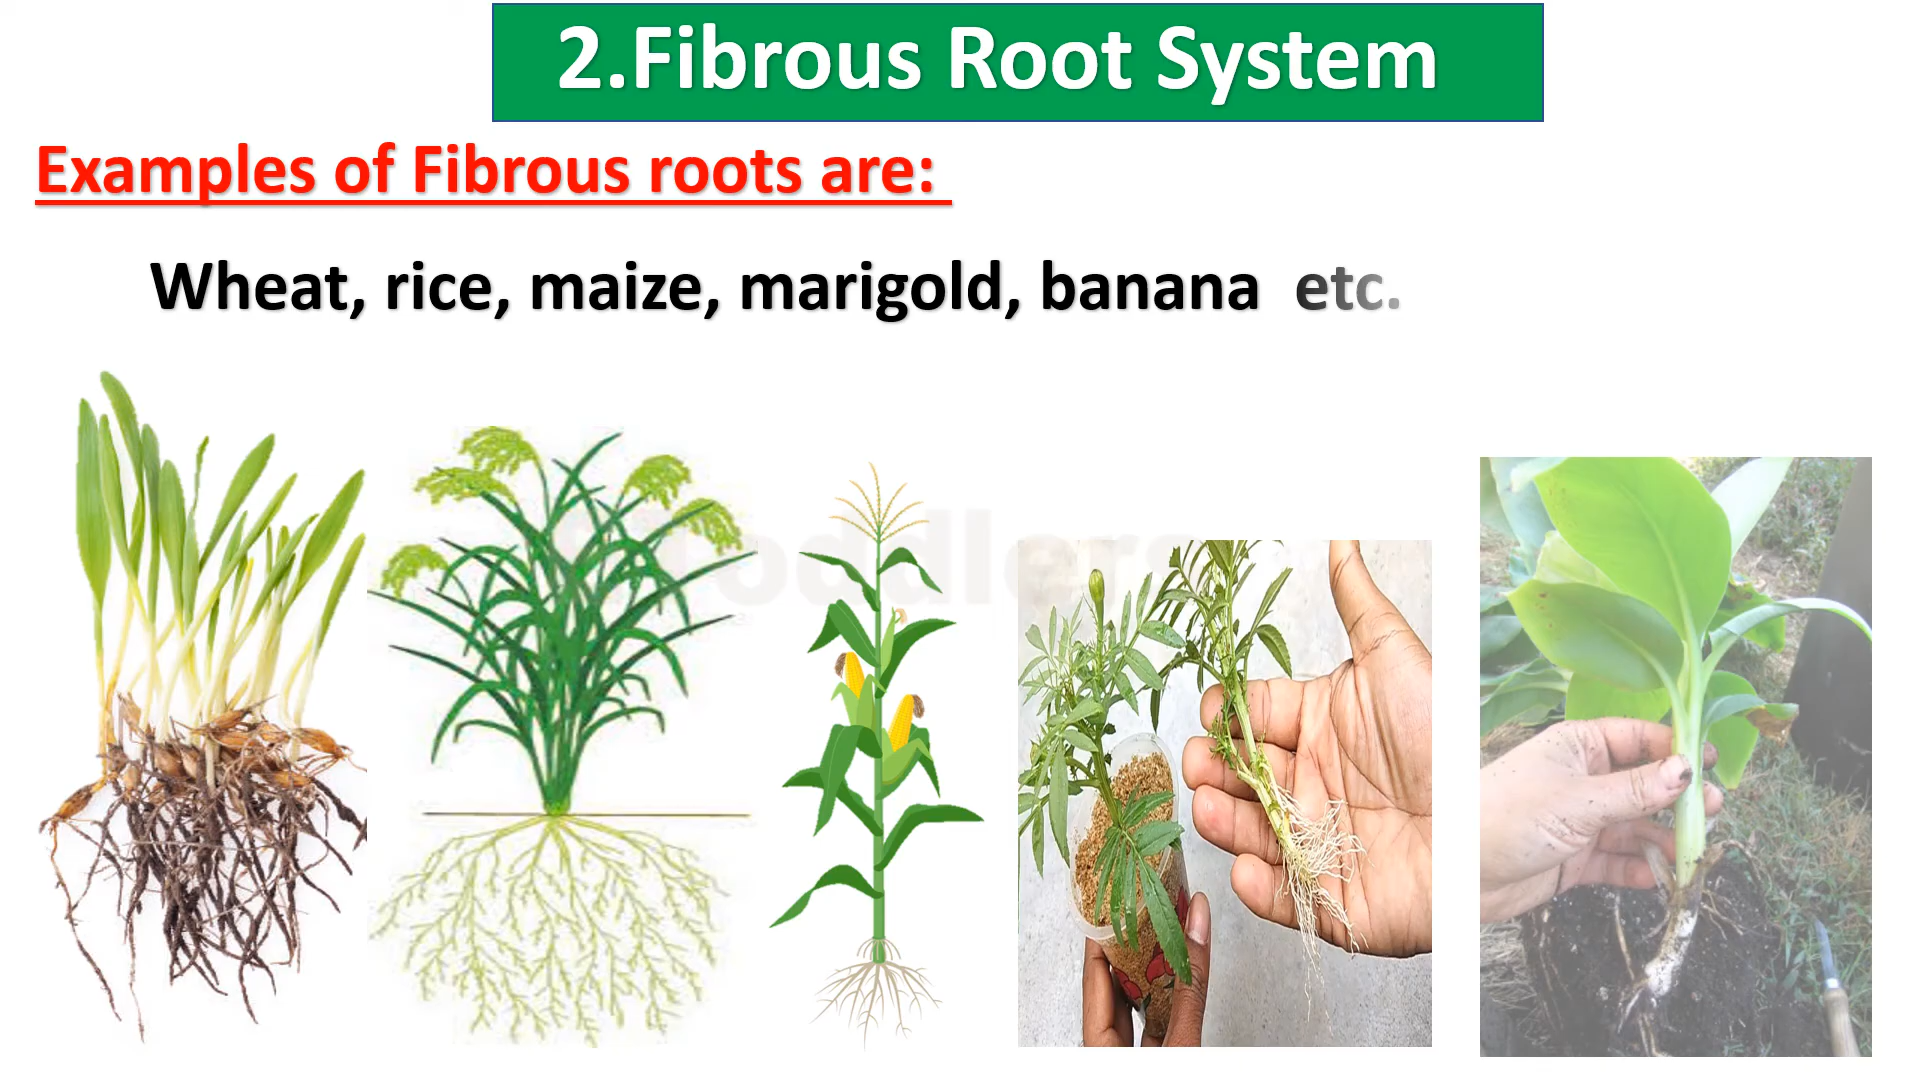 2.Fibrous Root System
Examples of Fibrous roots are:
Wheat, rice, maize, marigold, banana etc.